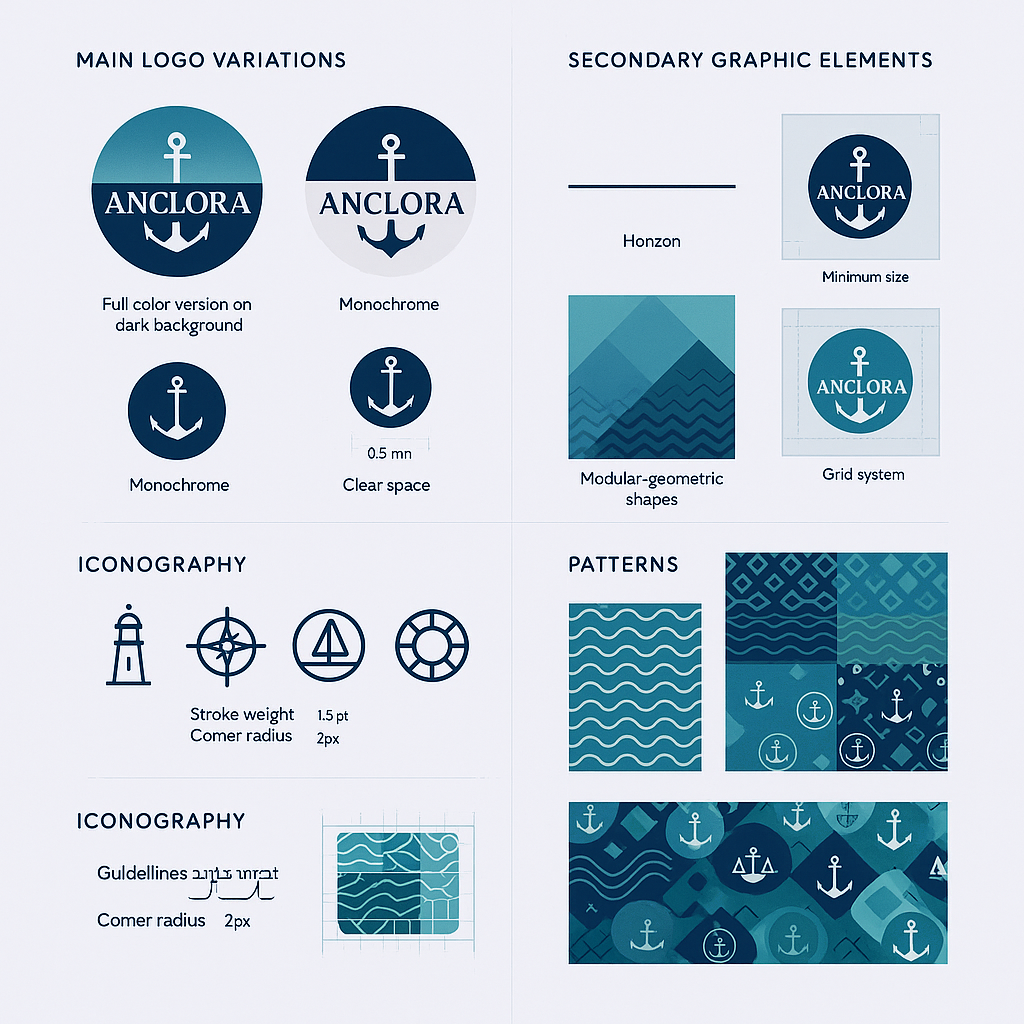 MAIN LOGO VARIATIONS
ANCLORA
Full color version on
dark background
ANCLORA
Monochrome
Monochrome
0.5 mn
Clear space
SECONDARY GRAPHIC ELEMENTS
Honzon
ANCLORA
Minimum size
Modular-geometric
shapes
ANCLORA
Grid system
ICONOGRAPHY
Stroke weight 1.5 pt
Comer radius 2px
PATTERNS
ICONOGRAPHY
Guldellines
Comer radius 2px